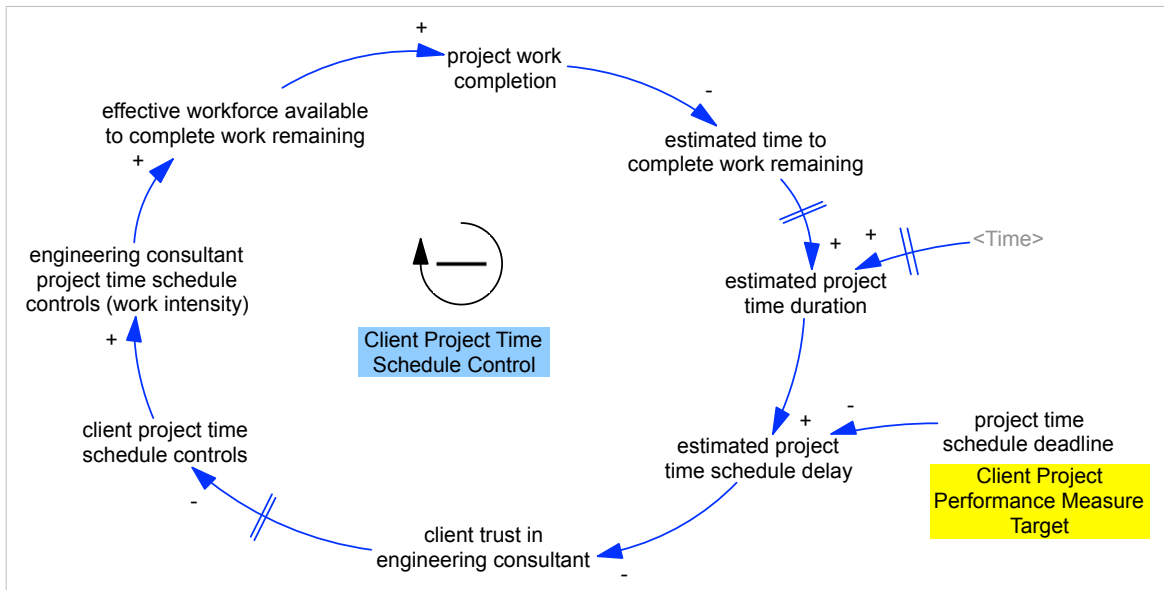 +
project work
completion
-
effective workforce available
to complete work remaining
+
estimated time to
complete work remaining
engineering consultant
project time schedule
controls (work intensity)
+
+
+
<Time>
estimated project
time duration
Client Project Time
Schedule Control
client project time
schedule controls
-
+
-
estimated project
time schedule delay
project time
schedule deadline
Client Project
Performance Measure
Target
client trust in
engineering consultant
-